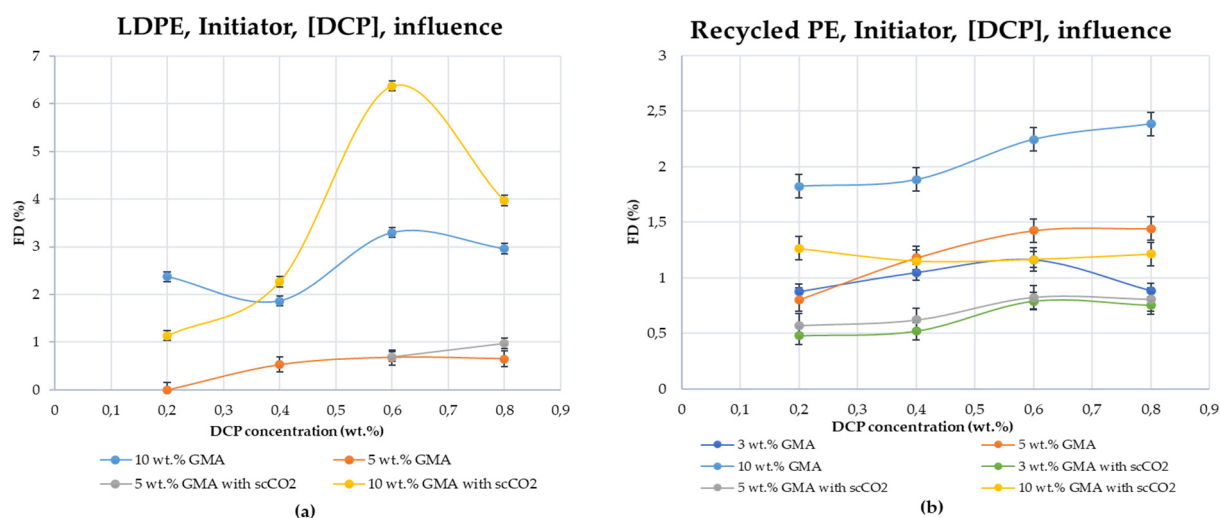 LDPE, Initiator, [DCP], influence
7
6
5
4
3
2
1
0
FD (%)
0 0,1 0,2 0,3 0,4 0,5 0,6 0,7 0,8 0,9
DCP concentration (wt.%)
10 wt.% GMA 5 wt.% GMA
5 wt.% GMA with scCO2 10 wt.% GMA with scCO2
(a)
Recycled PE, Initiator, [DCP], influence
3
2,5
2
1,5
1
0,5
0
FD (%)
0 0,1 0,2 0,3 0,4 0,5 0,6 0,7 0,8 0,9
DCP concentration (wt.%)
3 wt.% GMA 5 wt.% GMA
10 wt.% GMA 3 wt.% GMA with scCO2
5 wt.% GMA with scCO2 10 wt.% GMA with scCO2
(b)